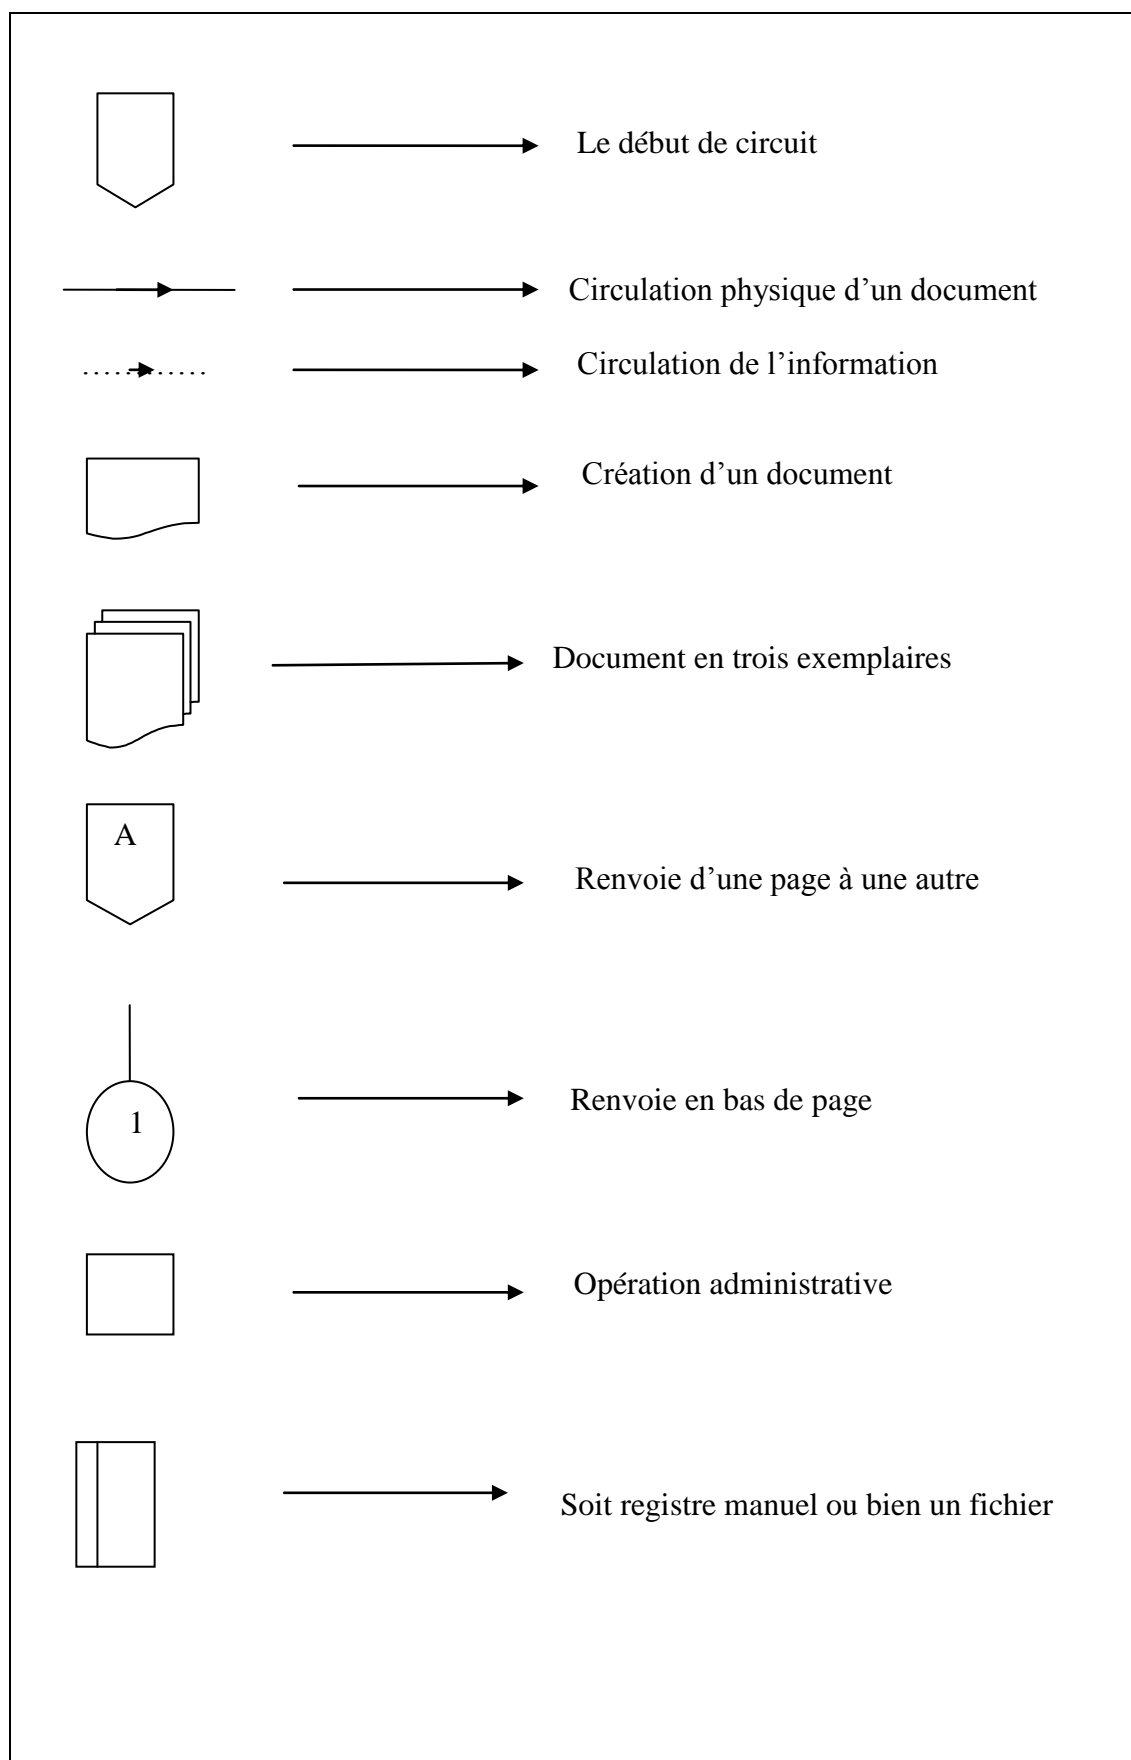 Le début de circuit
Circulation physique d’un document
Circulation de l’information
Création d’un document
Document en trois exemplaires
A
Renvoie d’une page à une autre
1
Renvoie en bas de page
Opération administrative
Soit registre manuel ou bien un fichier